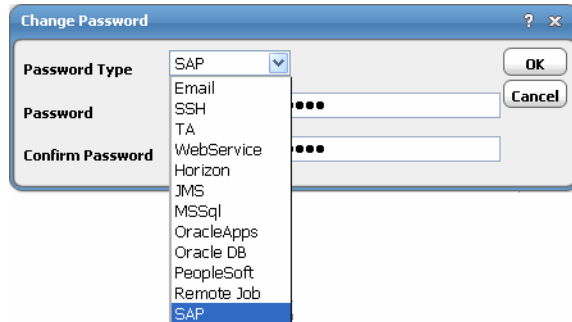 Change Password ? x
Password Type SAP OK
Email
SSH Cancel
Password
TA
WebService
Confirm Password
Horizon
JMS
MSSql
OracleApps
Oracle DB
PeopleSoft
Remote Job
SAP